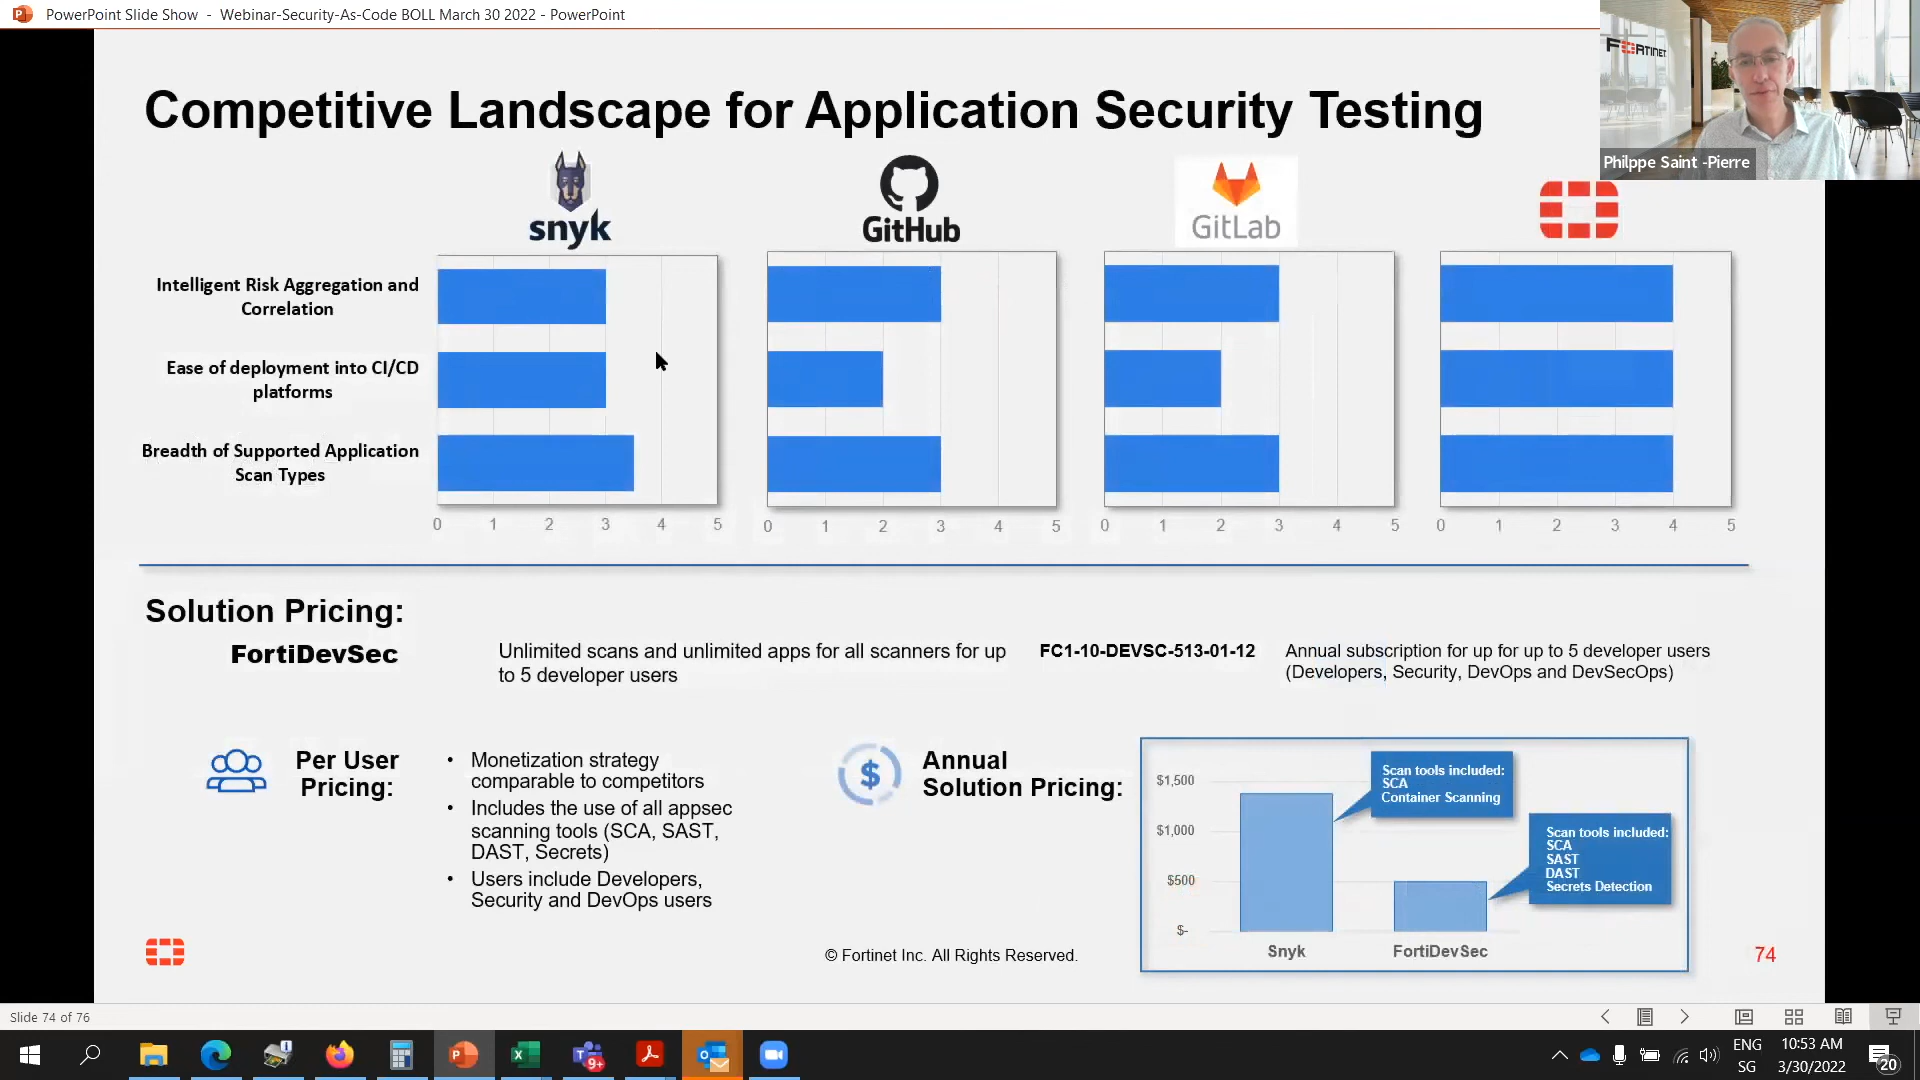 PowerPoint Slide Show - Webinar-Security-As-Code BOLL March 30 2022 - PowerPoint
FORTINET
Philppe Saint -Pierre
Competitive Landscape for Application Security Testing
snyk
GitHub
GitLab
Intelligent Risk Aggregation and
Correlation
Ease of deployment into CI/CD
platforms
Breadth of Supported Application
Scan Types
0 1 2 3 4 5
0 1 2 3 4 5
0 1 2 3 4 5
0 1 2 3 4 5
Solution Pricing:
FortiDevSec
Unlimited scans and unlimited apps for all scanners for up
to 5 developer users
FC1-10-DEVSC-513-01-12
Annual subscription for up for up to 5 developer users
(Developers, Security, DevOps and DevSecOps)
Per User
Pricing:
• Monetization strategy
comparable to competitors
• Includes the use of all appsec
scanning tools (SCA, SAST,
DAST, Secrets)
• Users include Developers,
Security and DevOps users
$
Annual
Solution Pricing:
$1,500
$1,000
$500
$-
Scan tools included:
SCA
Container Scanning
Scan tools included:
SCA
SAST
DAST
Secrets Detection
Snyk
FortiDevSec
© Fortinet Inc. All Rights Reserved.
74
Slide 74 of 76
9+
ENG
SG
10:53 AM
3/30/2022
20